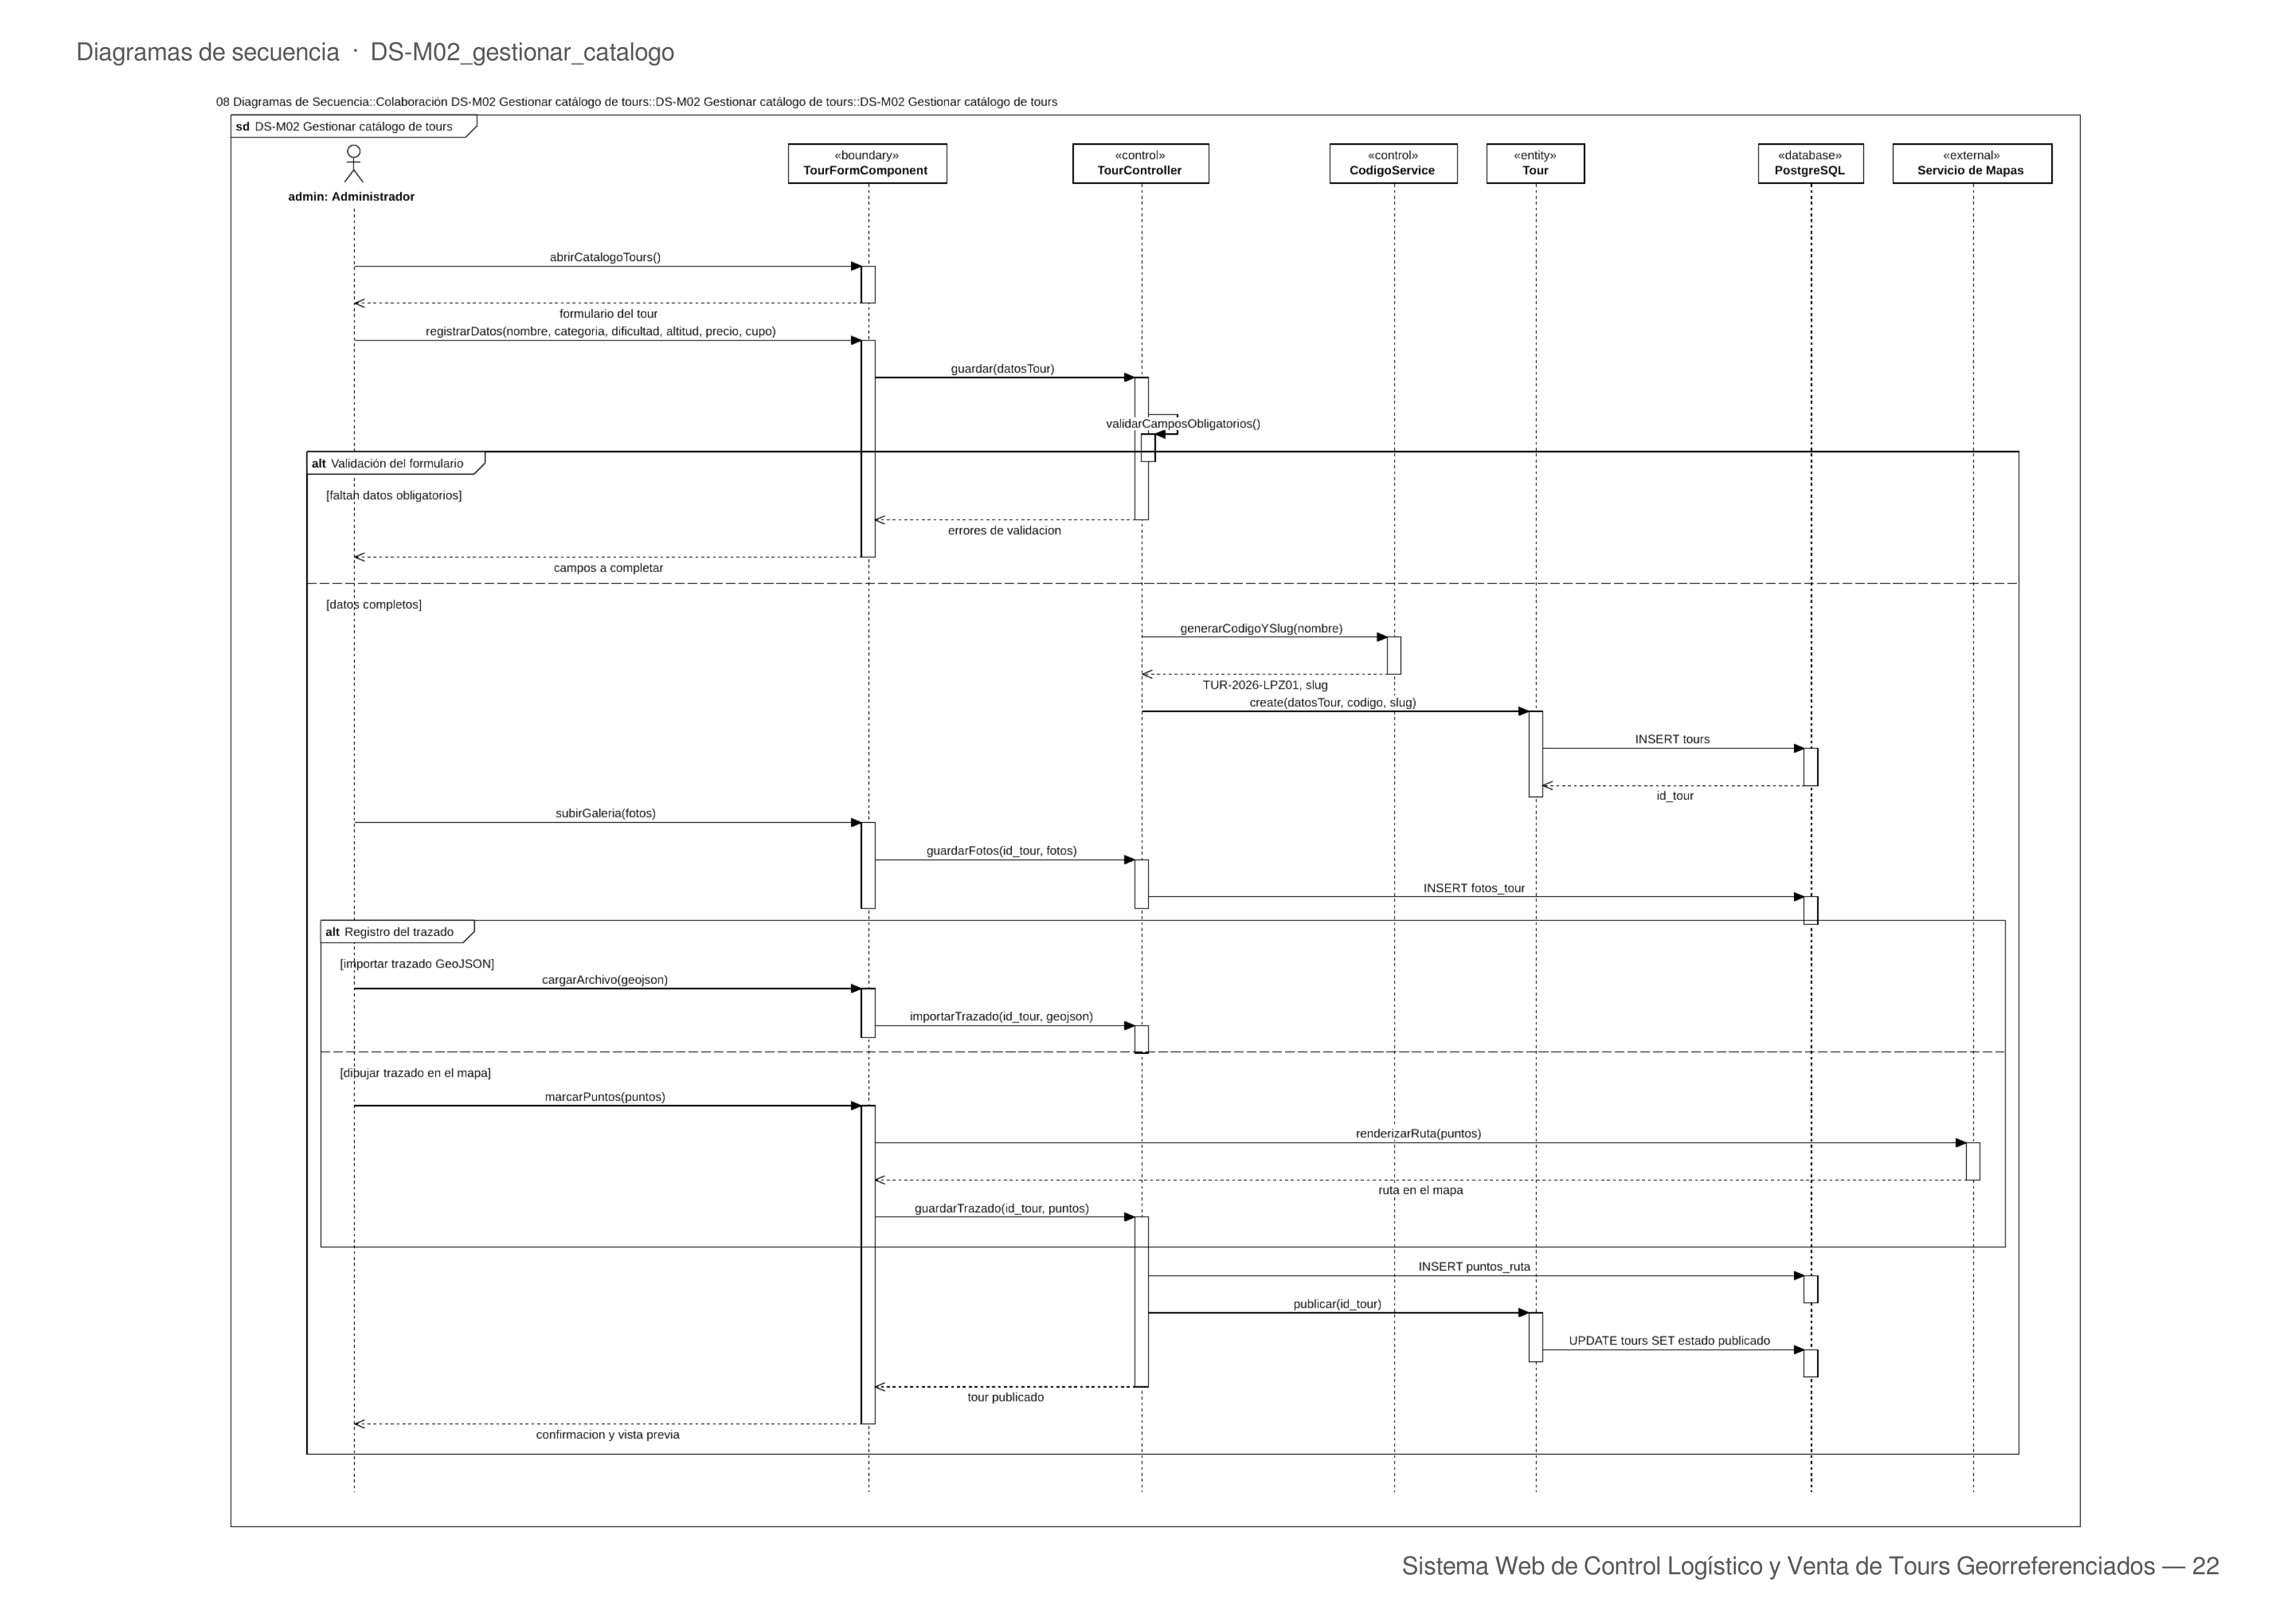 Diagramas de secuencia · DS-M02_gestionar_catalogo
08 Diagramas de Secuencia::Colaboración DS-M02 Gestionar catálogo de tours::DS-M02 Gestionar catálogo de tours::DS-M02 Gestionar catálogo de tours
sd DS-M02 Gestionar catálogo de tours
admin: Administrador
«boundary»
TourFormComponent
«control»
TourController
«control»
CodigoService
«entity»
Tour
«database»
PostgreSQL
«external»
Servicio de Mapas
abrirCatalogoTours()
formulario del tour
registrarDatos(nombre, categoria, dificultad, altitud, precio, cupo)
guardar(datosTour)
validarCamposObligatorios()
alt Validación del formulario
[faltan datos obligatorios]
errores de validacion
campos a completar
[datos completos]
generarCodigoYSlug(nombre)
TUR-2026-LPZ01, slug
create(datosTour, codigo, slug)
INSERT tours
id_tour
subirGaleria(fotos)
guardarFotos(id_tour, fotos)
INSERT fotos_tour
alt Registro del trazado
[importar trazado GeoJSON]
cargarArchivo(geojson)
importarTrazado(id_tour, geojson)
[dibujar trazado en el mapa]
marcarPuntos(puntos)
renderizarRuta(puntos)
ruta en el mapa
guardarTrazado(id_tour, puntos)
INSERT puntos_ruta
publicar(id_tour)
UPDATE tours SET estado publicado
tour publicado
confirmacion y vista previa
Sistema Web de Control Logístico y Venta de Tours Georreferenciados — 22